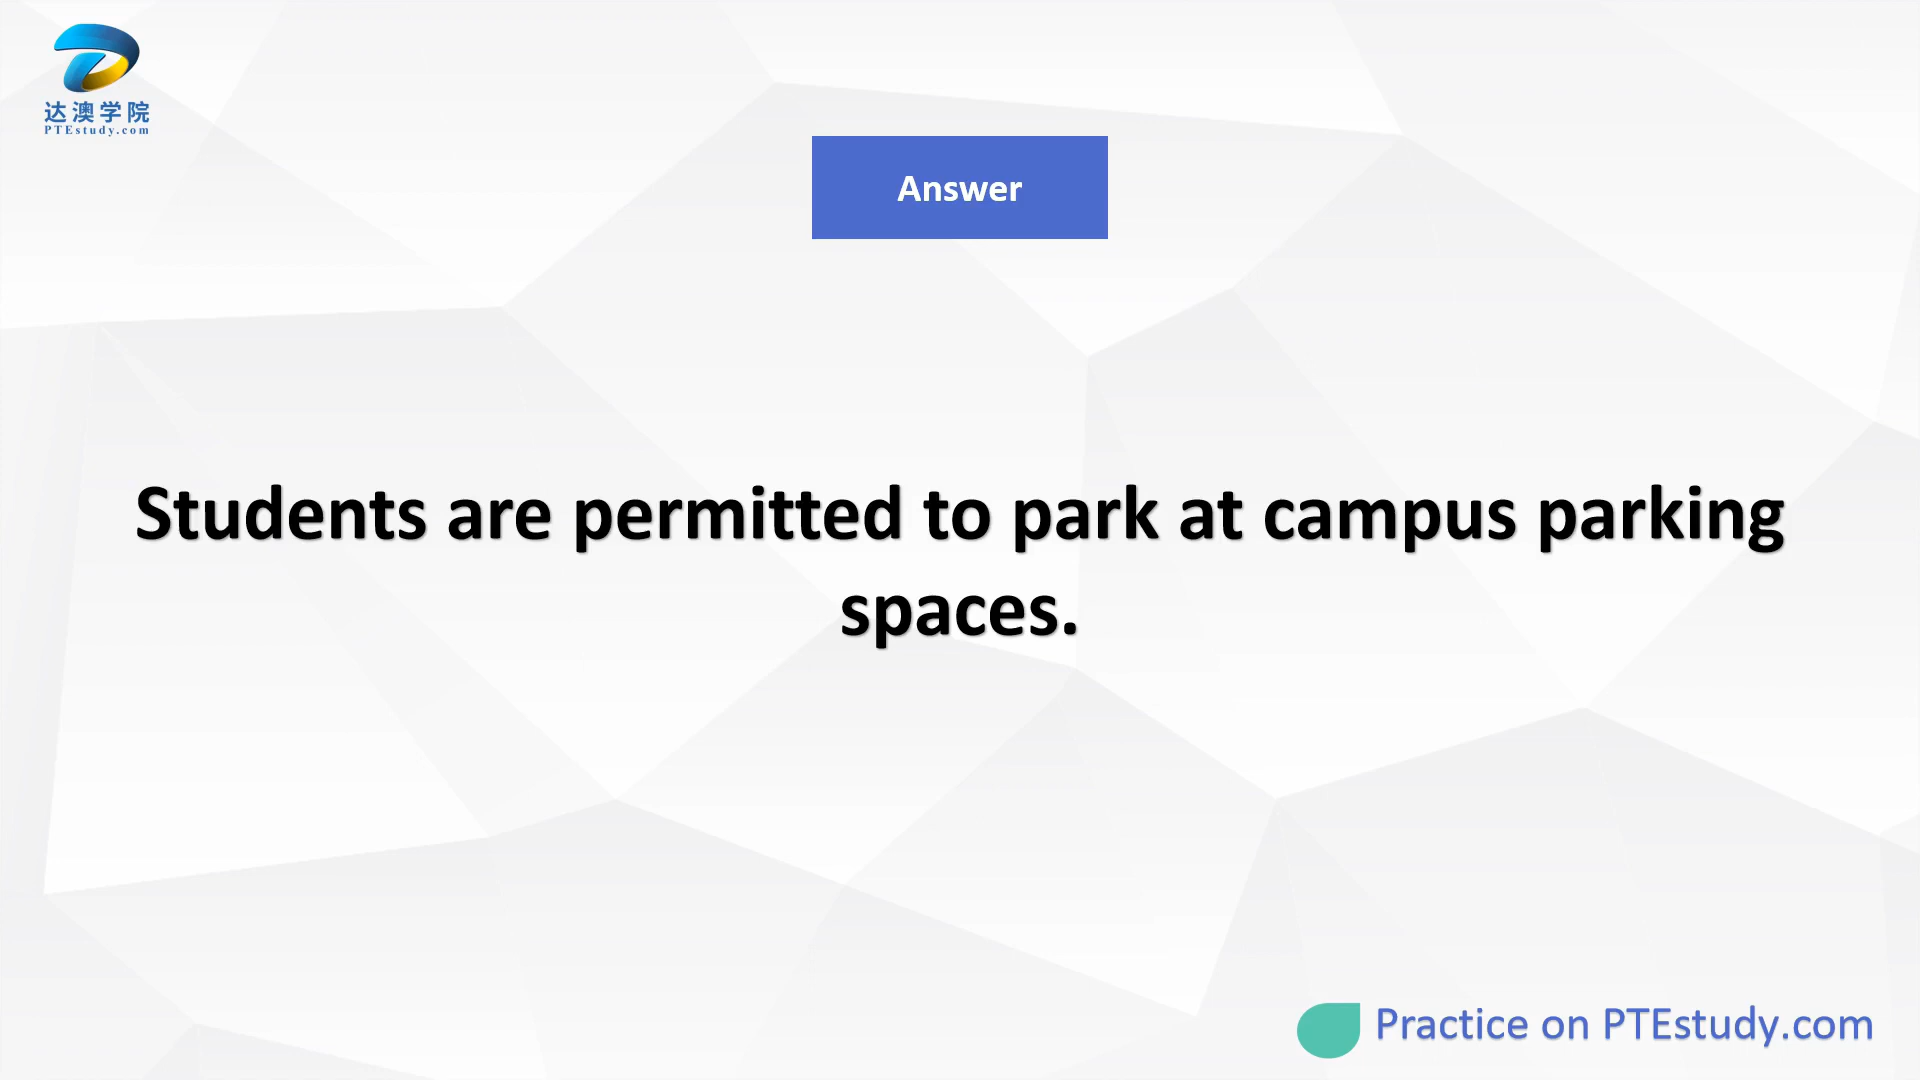 达澳学院
PTEstudy.com
Answer
Students are permitted to park at campus parking
spaces.
Practice on PTEstudy.com